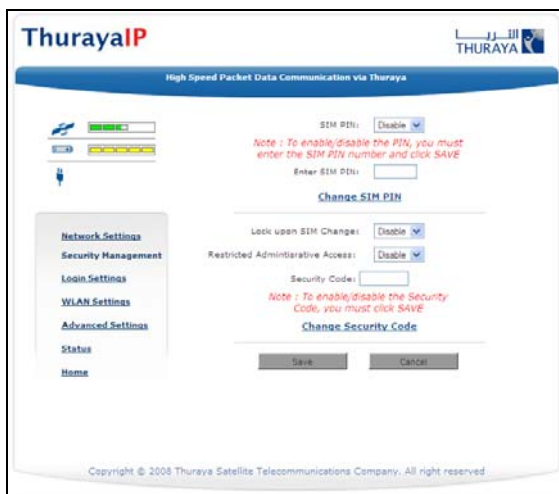 ThurayaIP
الثريا
THURAYA
High Speed Packet Data Communication via Thuraya
SIM PIN: Disable
Note : To enable/disable the PIN, you must
enter the SIM PIN number and click SAVE
Enter SIM PIN:
Change SIM PIN
Network Settings
Security Management
Login Settings
WLAN Settings
Advanced Settings
Status
Home
Lock upon SIM Change: Disable
Restricted Admintisrative Access: Disable
Security Code:
Note : To enable/disable the Security
Code, you must click SAVE
Change Security Code
Save Cancel
Copyright © 2008 Thuraya Satellite Telecommunications Company. All right reserved